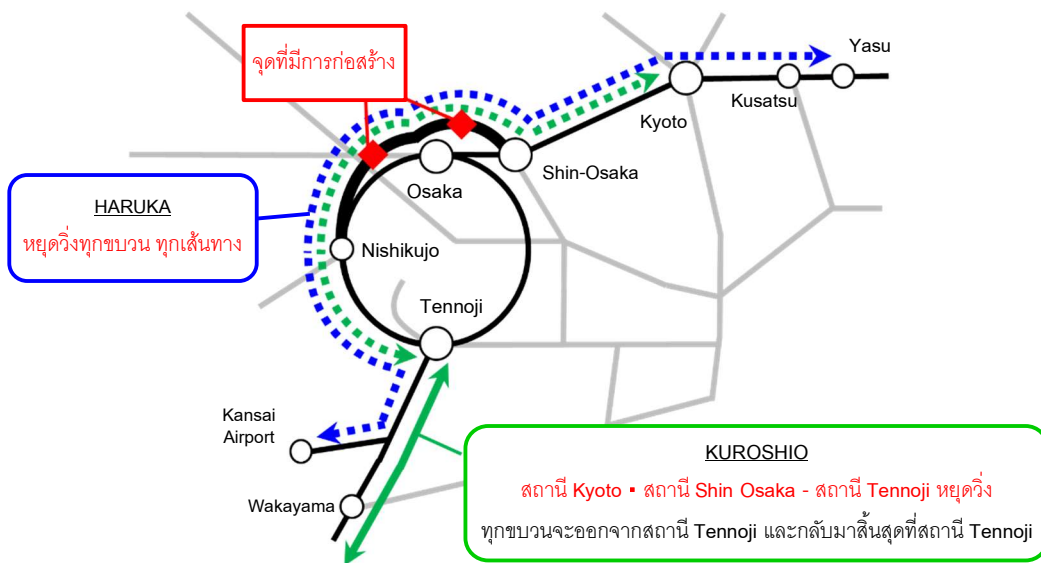 จุดที่มีการก่อสร้าง
Yasu
Kusatsu
Kyoto
Shin-Osaka
Osaka
HARUKA
หยุดวิ่งทุกขบวน ทุกเส้นทาง
Nishikujo
Tennoji
Kansai
Airport
Wakayama
KUROSHIO
สถานี Kyoto ▪ สถานี Shin Osaka - สถานี Tennoji หยุดวิ่ง
ทุกขบวนจะออกจากสถานี Tennoji และกลับมาสิ้นสุดที่สถานี Tennoji